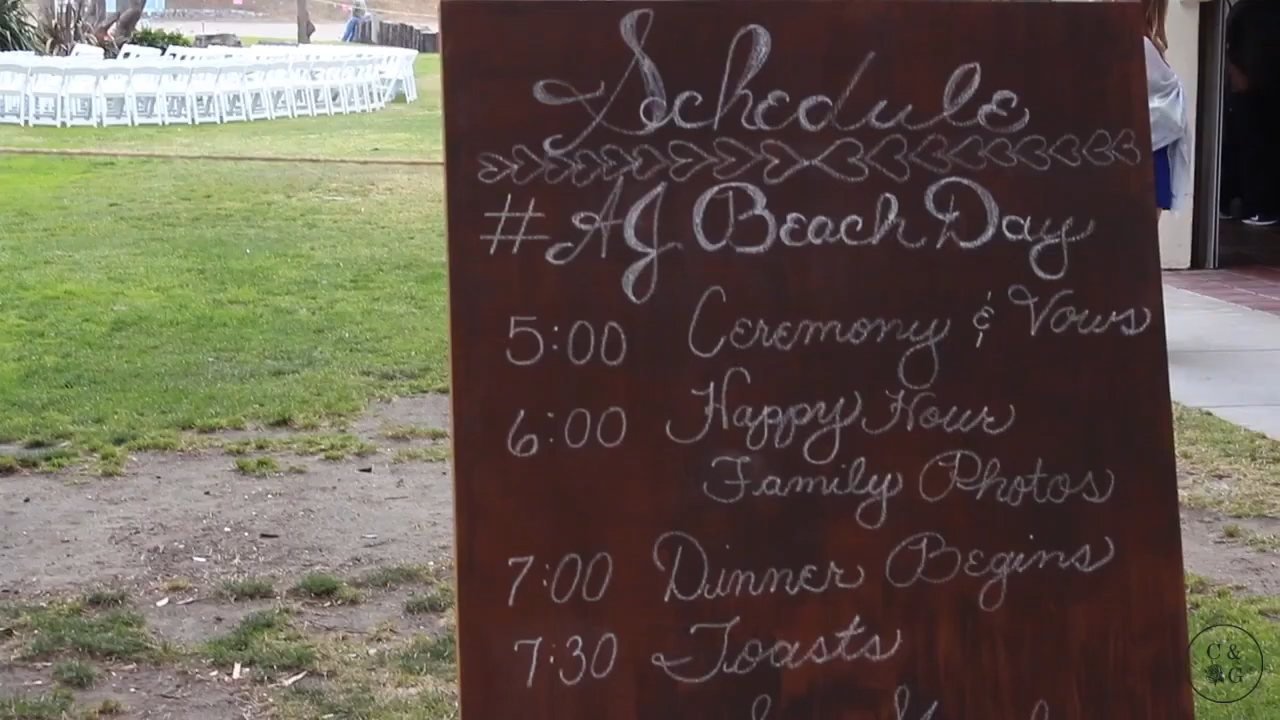 Schedule
#AJ Beach Day
5:00 Ceremony & Vows
6:00 Happy Hour
Family Photos
7:00 Dinner Begins
7:30 Toasts
C &
G